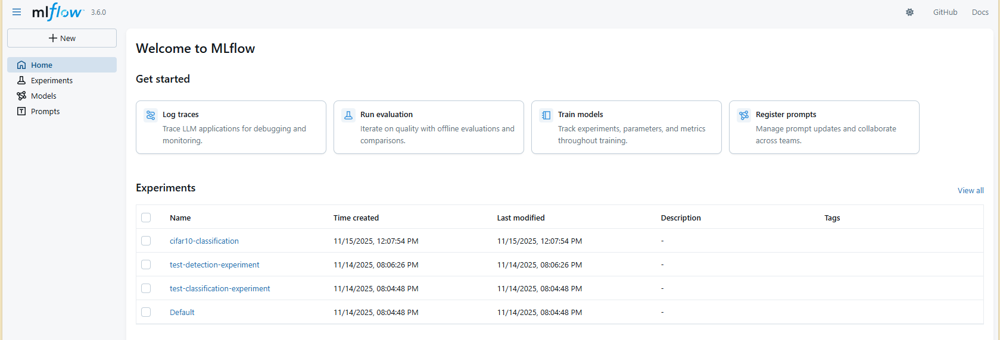 mlflow™ 3.6.0
GitHub Docs
New
Home
Experiments
Models
Prompts
Welcome to MLflow
Get started
Log traces
Trace LLM applications for debugging and
monitoring.
Run evaluation
Iterate on quality with offline evaluations and
comparisons.
Train models
Track experiments, parameters, and metrics
throughout training.
Register prompts
Manage prompt updates and collaborate
across teams.
Experiments
View all
Name Time created Last modified Description Tags
cifar10-classification 11/15/2025, 12:07:54 PM 11/15/2025, 12:07:54 PM -
test-detection-experiment 11/14/2025, 08:06:26 PM 11/14/2025, 08:06:26 PM -
test-classification-experiment 11/14/2025, 08:04:48 PM 11/14/2025, 08:04:48 PM -
Default 11/14/2025, 08:04:48 PM 11/14/2025, 08:04:48 PM -